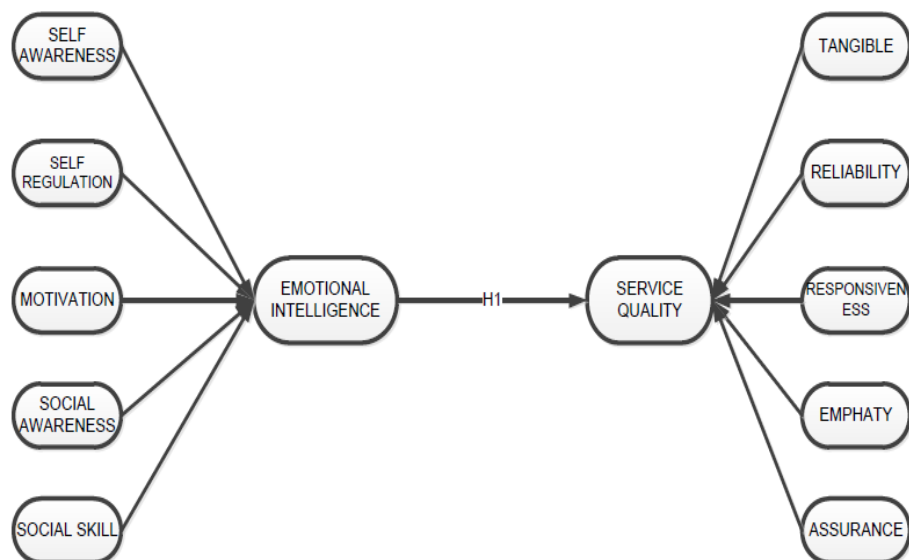 SELF
AWARENESS
TANGIBLE
SELF
REGULATION
RELIABILITY
MOTIVATION
EMOTIONAL
INTELLIGENCE
H1
SERVICE
QUALITY
RESPONSIVEN
ESS
SOCIAL
AWARENESS
EMPHATY
SOCIAL SKILL
ASSURANCE